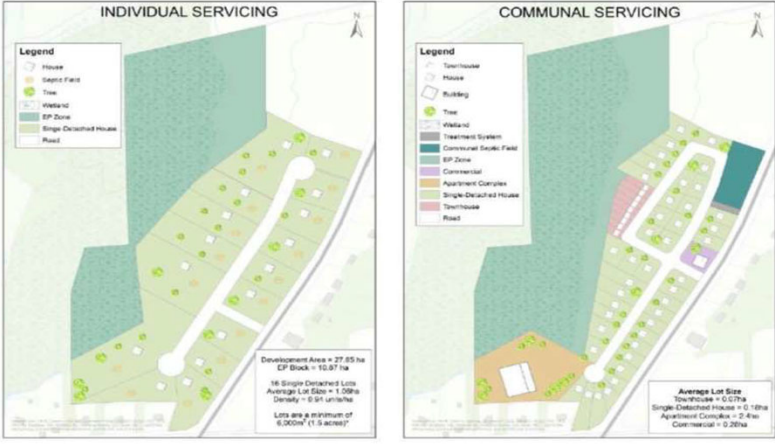 INDIVIDUAL SERVICING
N
Legend
House
Septic Field
Tree
Wetland
EP Zone
Single-Detached House
Road
Development Area = 27.85 ha
EP Block = 10.87 ha
16 Single Detached Lots
Average Lot Size = 1.08ha
Density = 0.94 units/ha
Lots are a minimum of
6,000m² (1.5 acres)*
COMMUNAL SERVICING
N
Legend
Townhouse
House
Building
Tree
Wetland
Treatment System
Communal Septic Field
EP Zone
Commercial
Apartment Complex
Single-Detached House
Townhouse
Road
Average Lot Size
Townhouse = 0.07ha
Single-Detached House = 0.18ha
Apartment Complex = 2.4ha
Commercial = 0.28ha